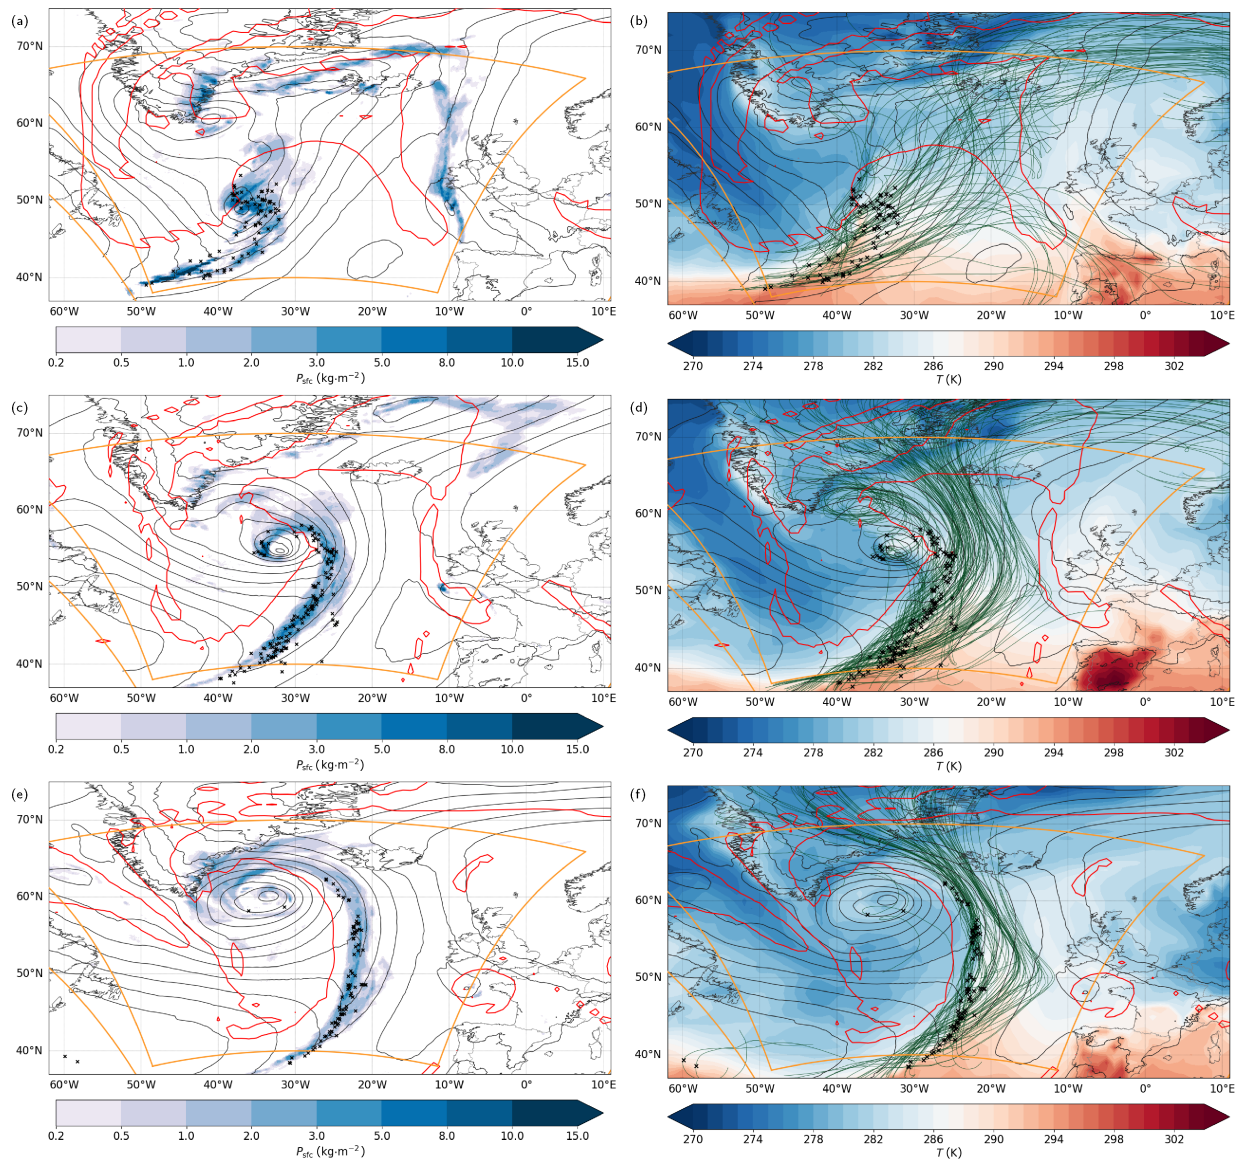 (a)
70°N
60°N
50°N
40°N
60°W 50°W 40°W 30°W 20°W 10°W 0° 10°E
0.2 0.5 1.0 2.0 3.0 5.0 8.0 10.0 15.0
P_sfc (kg·m⁻²)
(b)
70°N
60°N
50°N
40°N
60°W 50°W 40°W 30°W 20°W 10°W 0° 10°E
270 274 278 282 286 290 294 298 302
T (K)
(c)
70°N
60°N
50°N
40°N
60°W 50°W 40°W 30°W 20°W 10°W 0° 10°E
0.2 0.5 1.0 2.0 3.0 5.0 8.0 10.0 15.0
P_sfc (kg·m⁻²)
(d)
70°N
60°N
50°N
40°N
60°W 50°W 40°W 30°W 20°W 10°W 0° 10°E
270 274 278 282 286 290 294 298 302
T (K)
(e)
70°N
60°N
50°N
40°N
60°W 50°W 40°W 30°W 20°W 10°W 0° 10°E
0.2 0.5 1.0 2.0 3.0 5.0 8.0 10.0 15.0
P_sfc (kg·m⁻²)
(f)
70°N
60°N
50°N
40°N
60°W 50°W 40°W 30°W 20°W 10°W 0° 10°E
270 274 278 282 286 290 294 298 302
T (K)